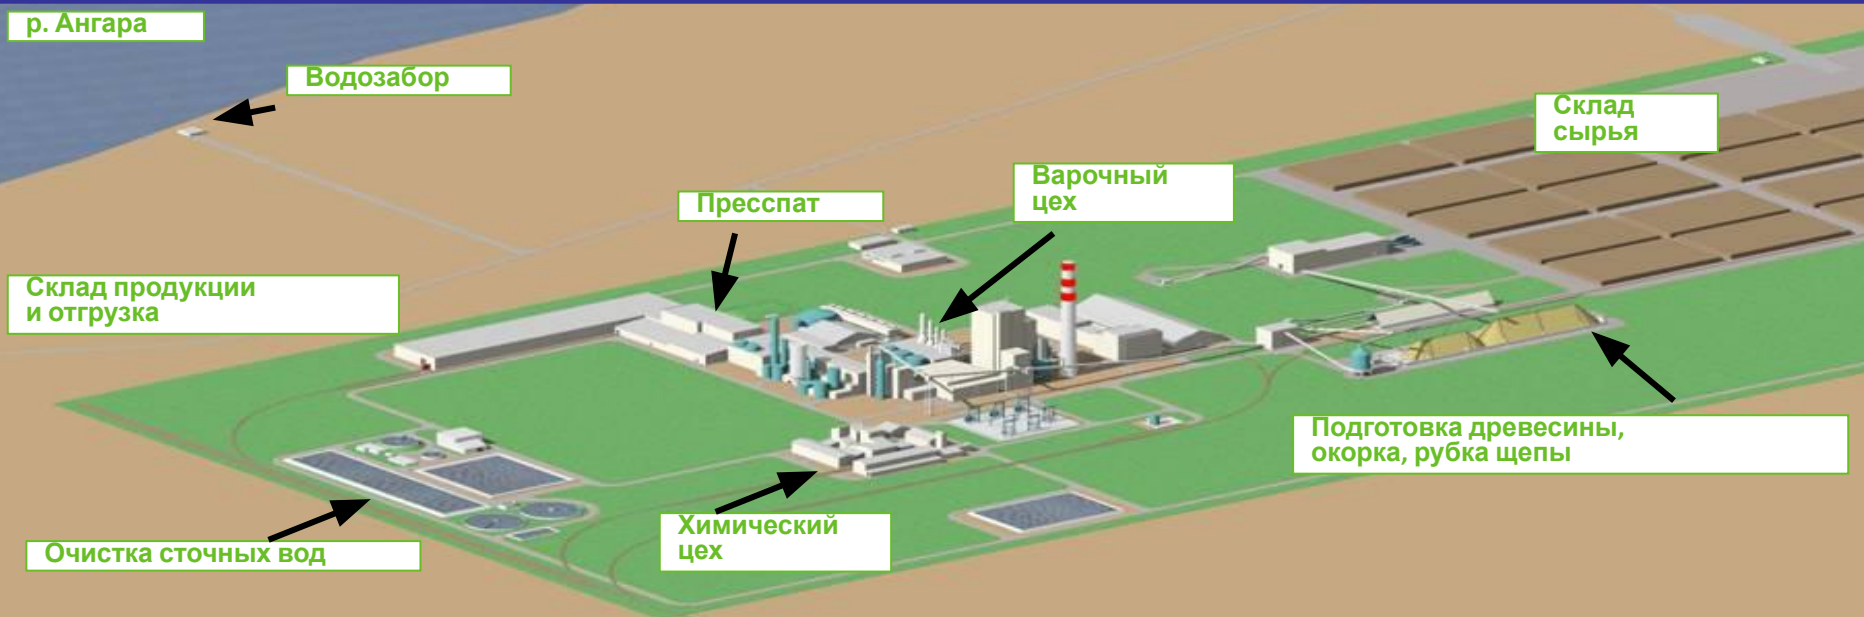 р. Ангара
Водозабор
Склад
сырья
Варочный
цех
Пресспат
Склад продукции
и отгрузка
Подготовка древесины,
окорка, рубка щепы
Химический
цех
Очистка сточных вод